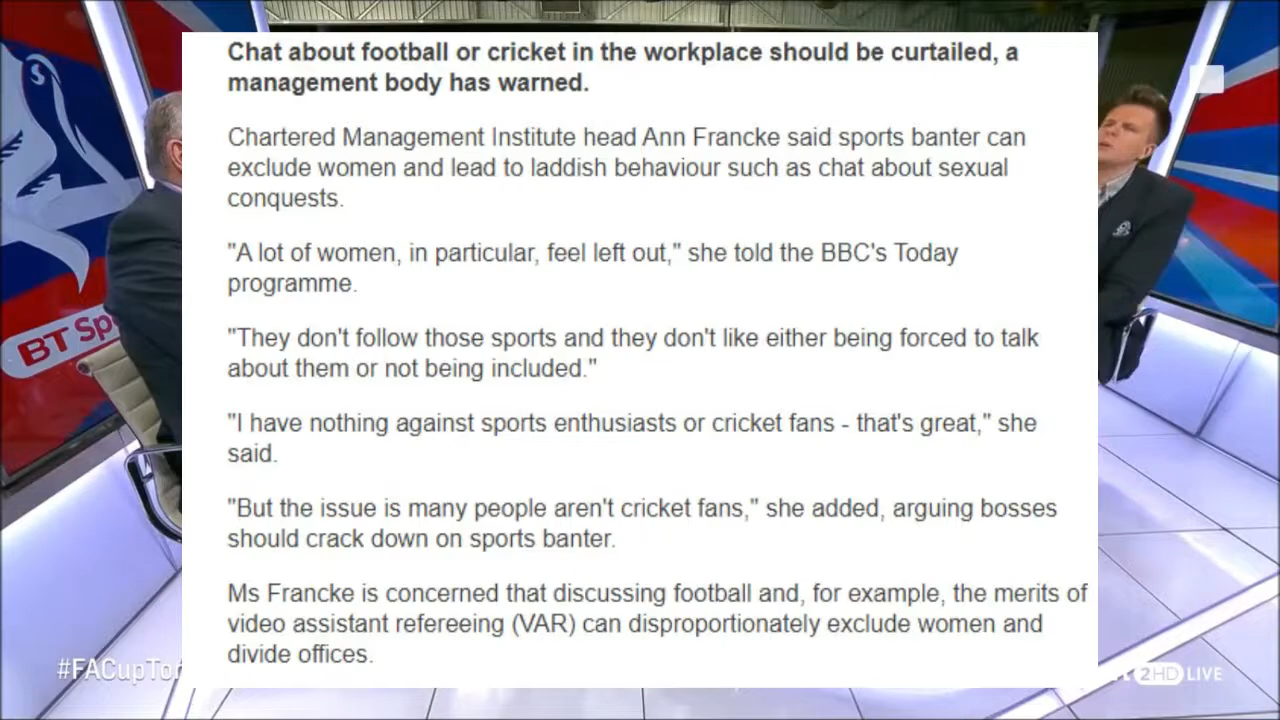 Chat about football or cricket in the workplace should be curtailed, a
management body has warned.
Chartered Management Institute head Ann Francke said sports banter can
exclude women and lead to laddish behaviour such as chat about sexual
conquests.
"A lot of women, in particular, feel left out," she told the BBC's Today
programme.
"They don't follow those sports and they don't like either being forced to talk
about them or not being included."
"I have nothing against sports enthusiasts or cricket fans - that's great," she
said.
"But the issue is many people aren't cricket fans," she added, arguing bosses
should crack down on sports banter.
Ms Francke is concerned that discussing football and, for example, the merits of
video assistant refereeing (VAR) can disproportionately exclude women and
divide offices.
BT Sp
#FACupTo
2HD LIVE